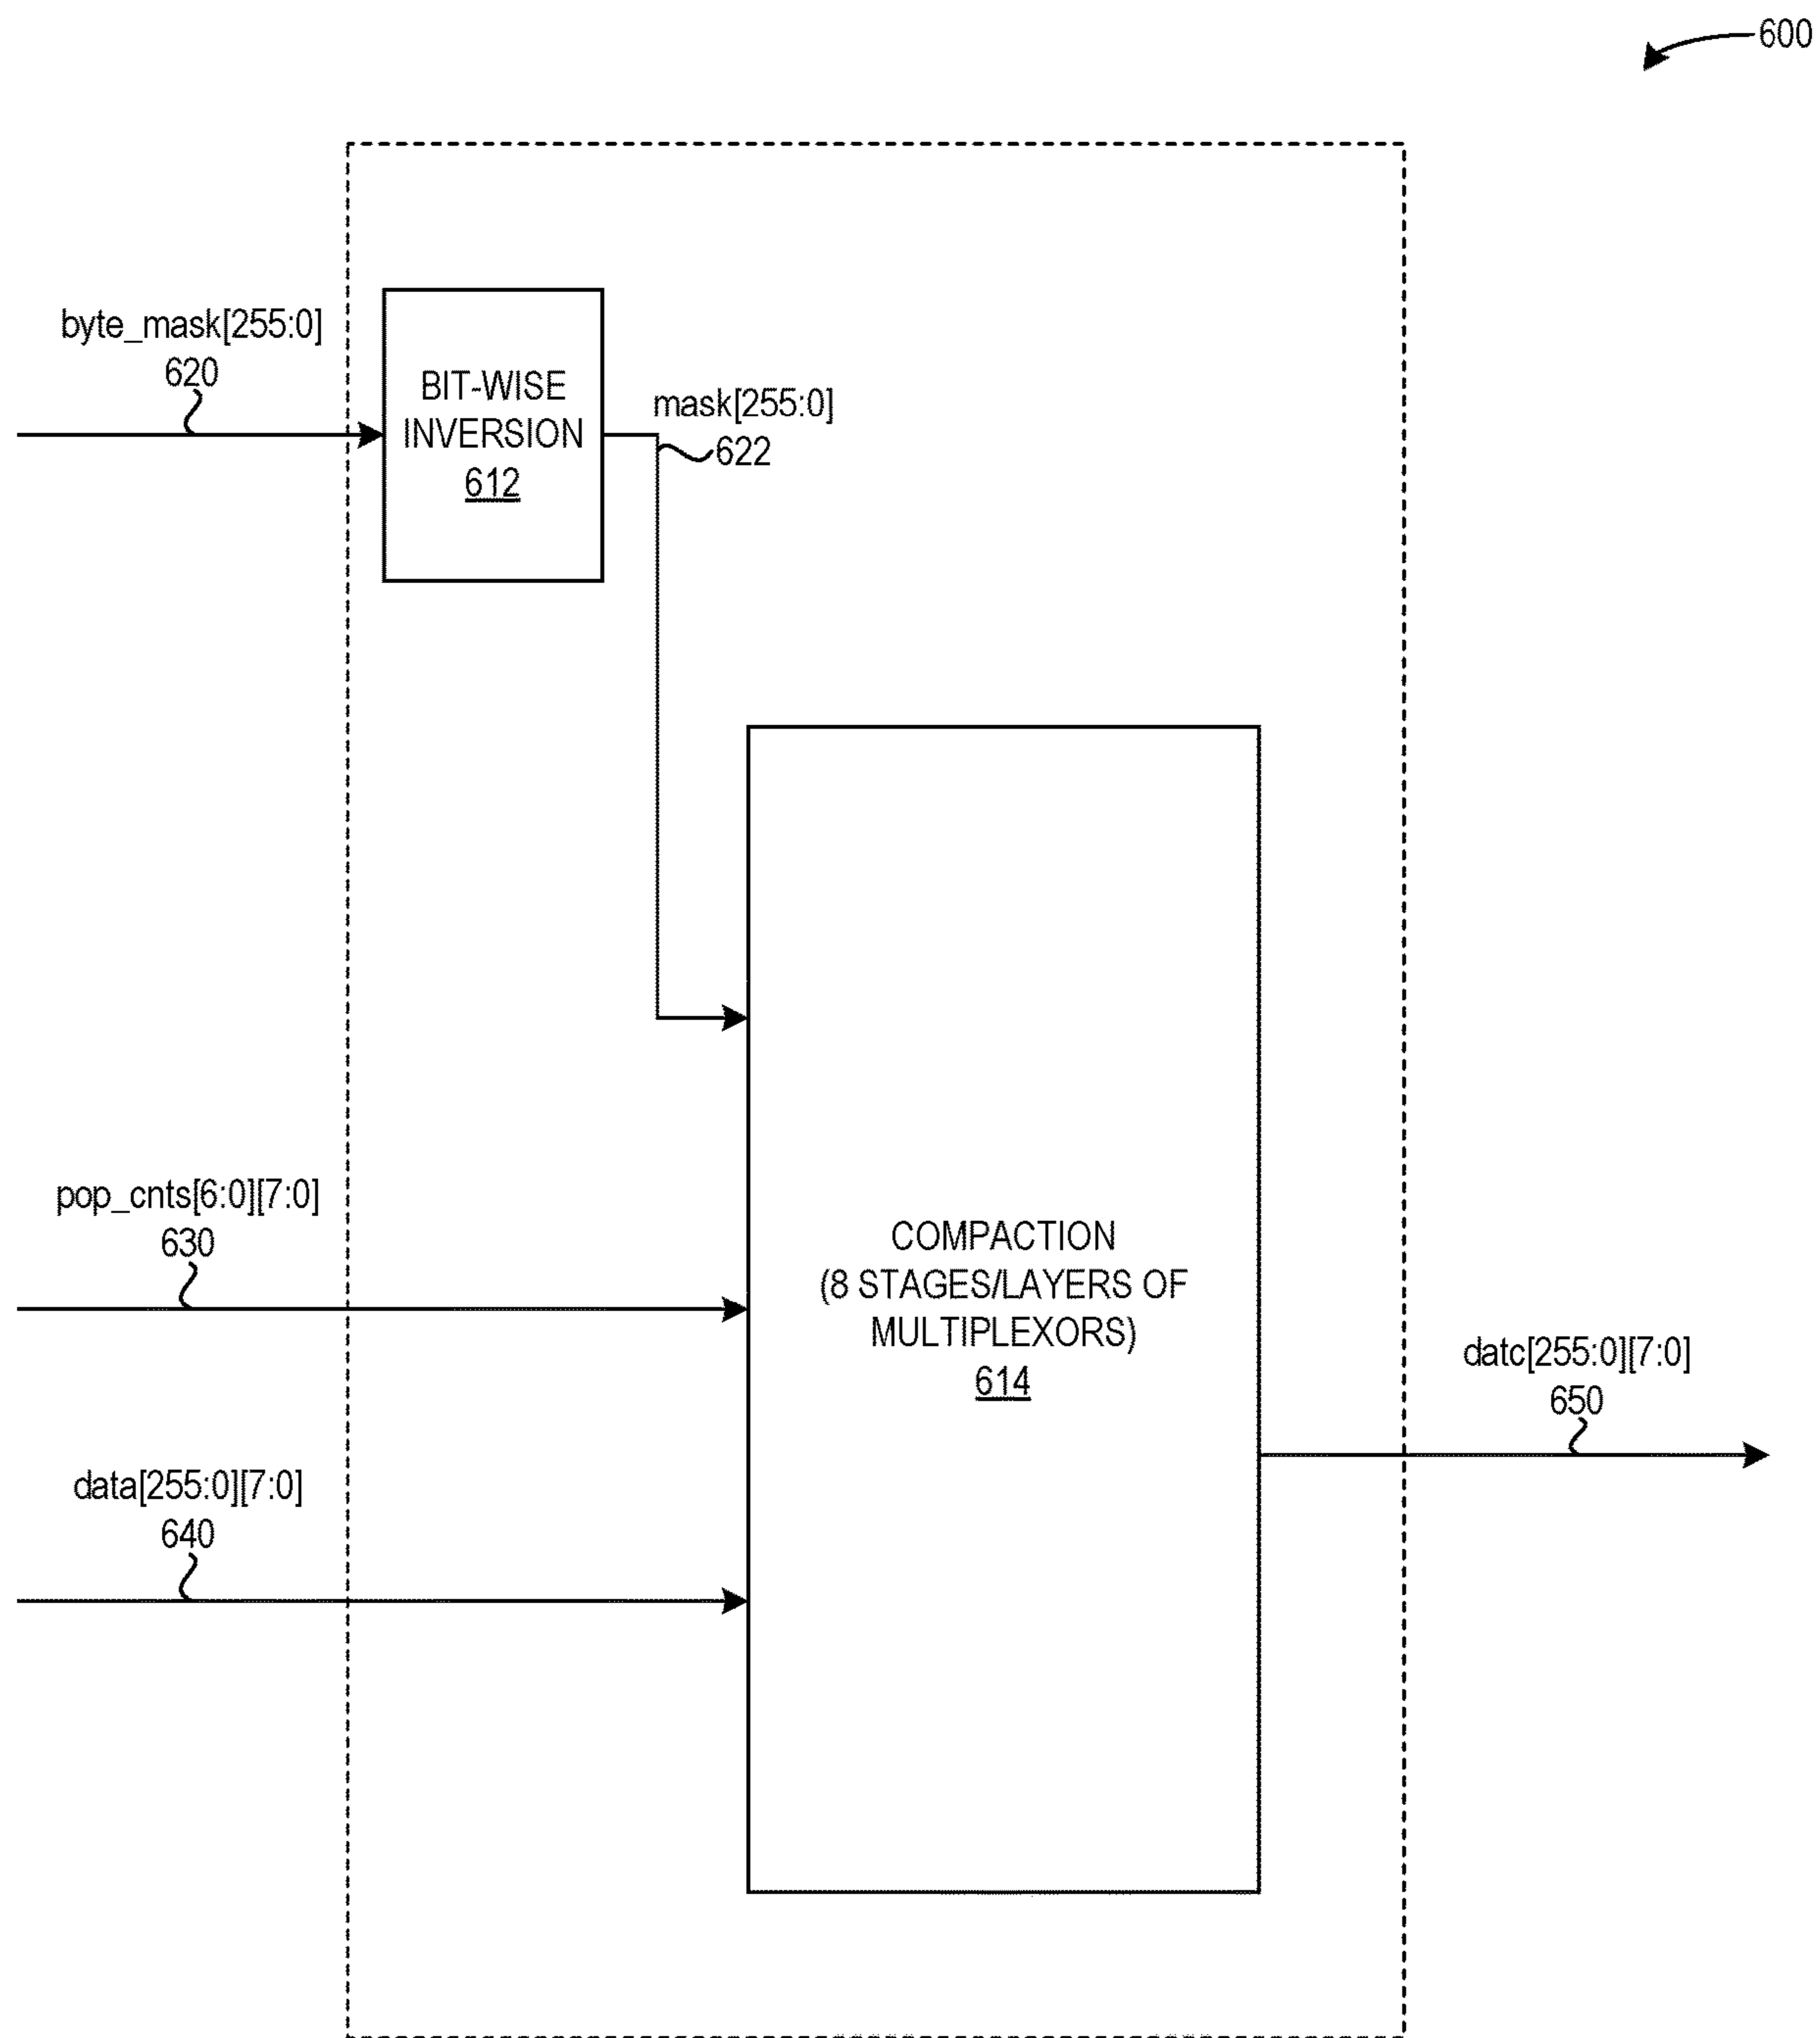 600
byte_mask[255:0]
620
BIT-WISE
INVERSION
612
mask[255:0]
622
pop_cnts[6:0][7:0]
630
data[255:0][7:0]
640
COMPACTION
(8 STAGES/LAYERS OF
MULTIPLEXORS)
614
datc[255:0][7:0]
650